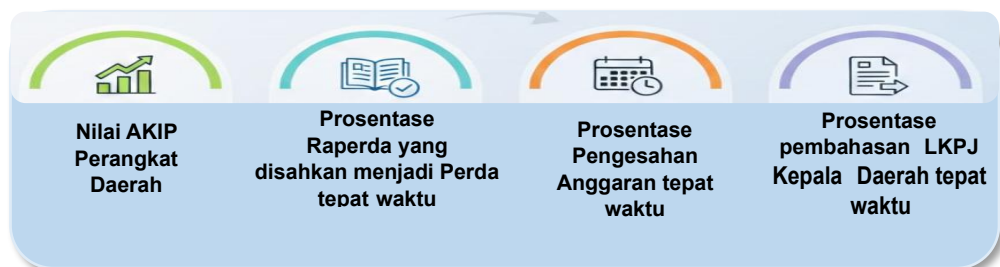 Nilai AKIP
Perangkat
Daerah
Prosentase
Raperda yang
disahkan menjadi Perda
tepat waktu
Prosentase
Pengesahan
Anggaran tepat
waktu
Prosentase
pembahasan LKPJ
Kepala Daerah tepat
waktu